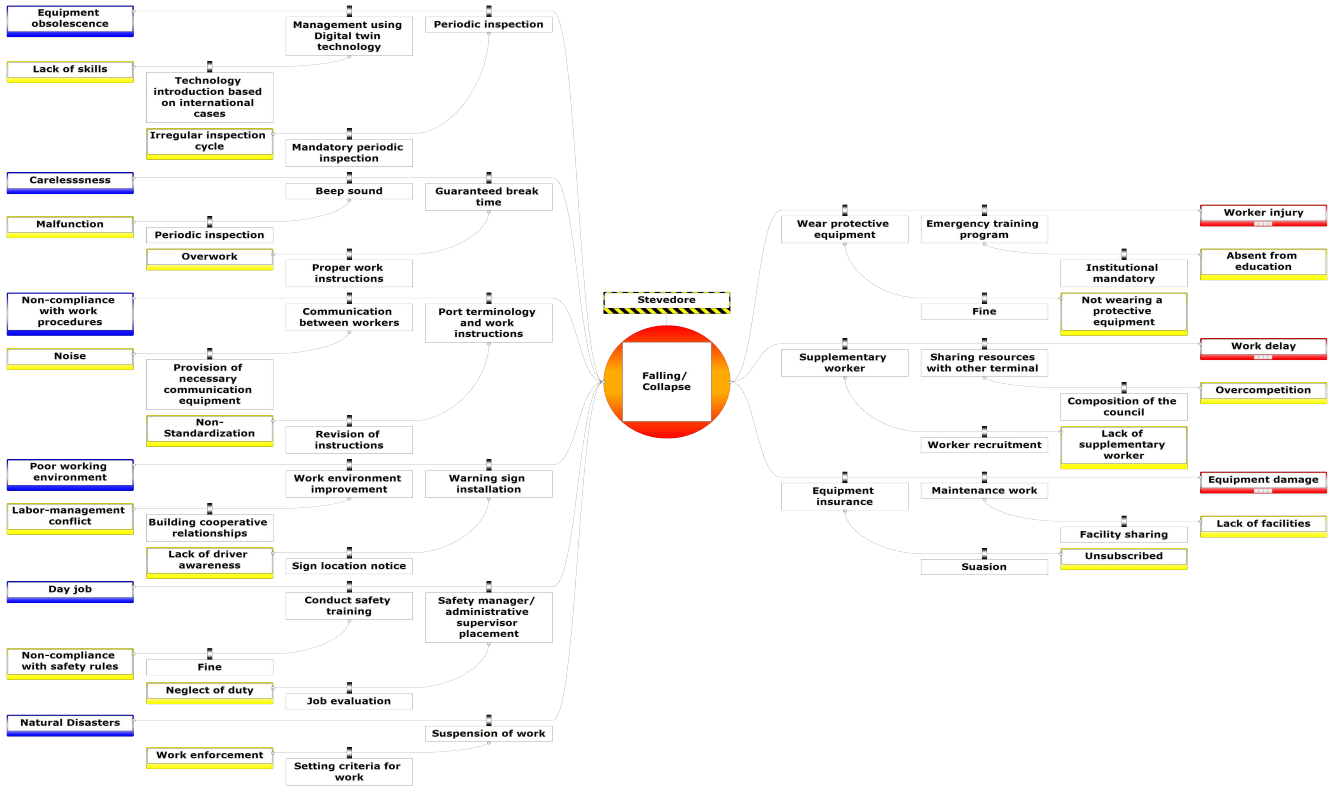 Equipment
obsolescence
Management using
Digital twin
technology
Periodic inspection
Lack of skills
Technology
introduction based
on international
cases
Irregular inspection
cycle
Mandatory periodic
inspection
Carelesssness
Beep sound
Guaranteed break
time
Malfunction
Periodic inspection
Overwork
Proper work
instructions
Non-compliance
with work
procedures
Communication
between workers
Port terminology
and work
instructions
Noise
Provision of
necessary
communication
equipment
Non-
Standardization
Revision of
instructions
Poor working
environment
Work environment
improvement
Warning sign
installation
Labor-management
conflict
Building cooperative
relationships
Lack of driver
awareness
Sign location notice
Day job
Conduct safety
training
Safety manager/
administrative
supervisor
placement
Non-compliance
with safety rules
Fine
Neglect of duty
Job evaluation
Natural Disasters
Suspension of work
Work enforcement
Setting criteria for
work
Stevedore
Falling/
Collapse
Wear protective
equipment
Emergency training
program
Worker injury
Institutional
mandatory
Absent from
education
Fine
Not wearing a
protective
equipment
Supplementary
worker
Sharing resources
with other terminal
Work delay
Composition of the
council
Overcompetition
Worker recruitment
Lack of
supplementary
worker
Equipment
insurance
Maintenance work
Equipment damage
Facility sharing
Lack of facilities
Suasion
Unsubscribed